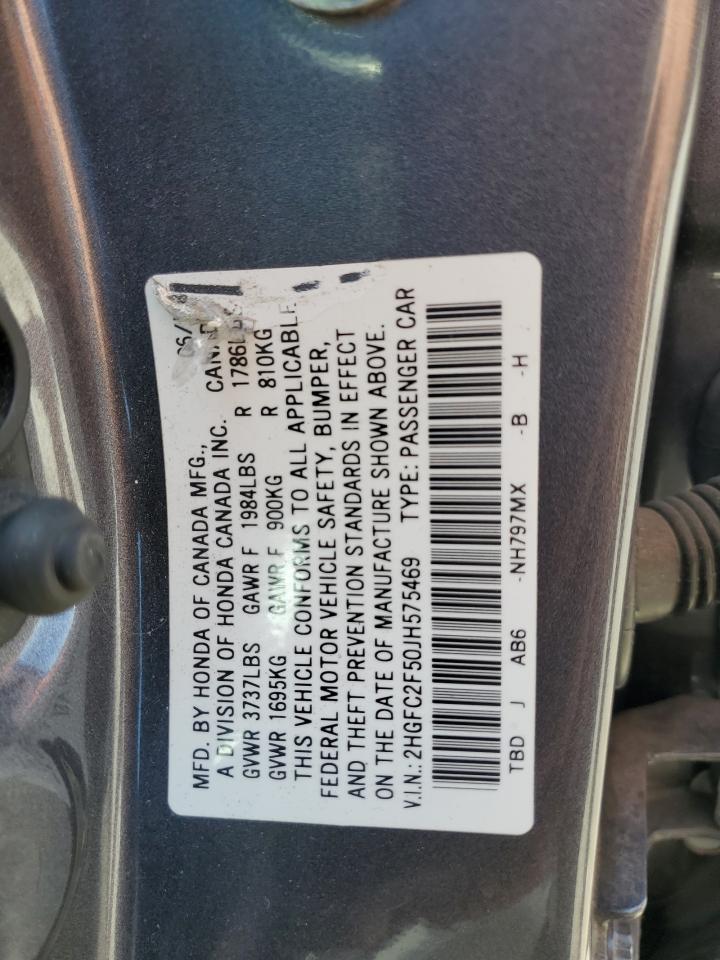 MFD. BY HONDA OF CANADA MFG., 06/
A DIVISION OF HONDA CANADA INC.
GVWR 3737LBS GAWR F 1984LBS R
GVWR 1695KG GAWR F 900KG R 810KG
THIS VEHICLE CONFORMS TO ALL APPLICABLE
FEDERAL MOTOR VEHICLE SAFETY, BUMPER,
AND THEFT PREVENTION STANDARDS IN EFFECT
ON THE DATE OF MANUFACTURE SHOWN ABOVE.
V.I.N.: 2HGFC2F50JH575469 TYPE: PASSENGER CAR
TBD J AB6 -NH797MX -B -H